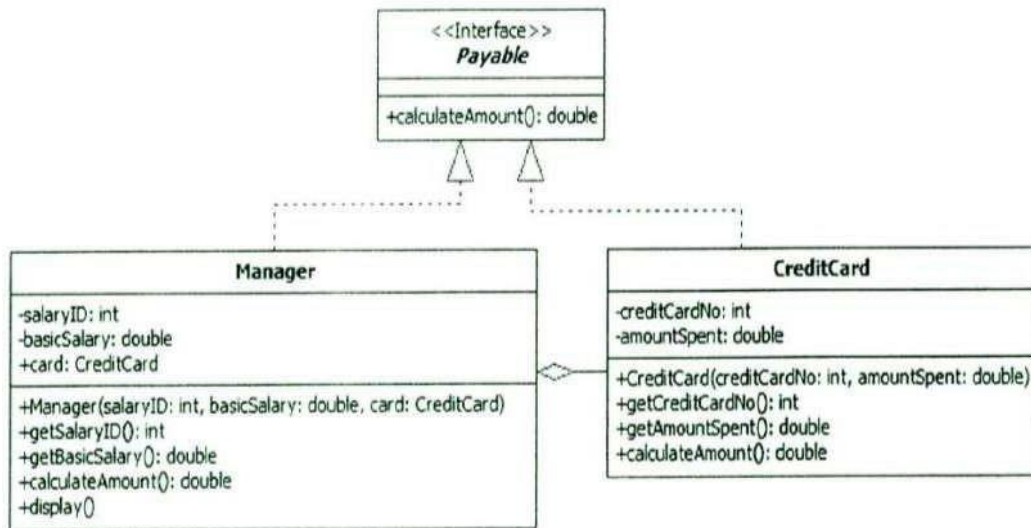 <<Interface>>
Payable
+calculateAmount(): double
Manager
-salaryID: int
-basicSalary: double
+card: CreditCard
+Manager(salaryID: int, basicSalary: double, card: CreditCard)
+getSalaryID(): int
+getBasicSalary(): double
+calculateAmount(): double
+display()
CreditCard
-creditCardNo: int
-amountSpent: double
+CreditCard(creditCardNo: int, amountSpent: double)
+getCreditCardNo(): int
+getAmountSpent(): double
+calculateAmount(): double